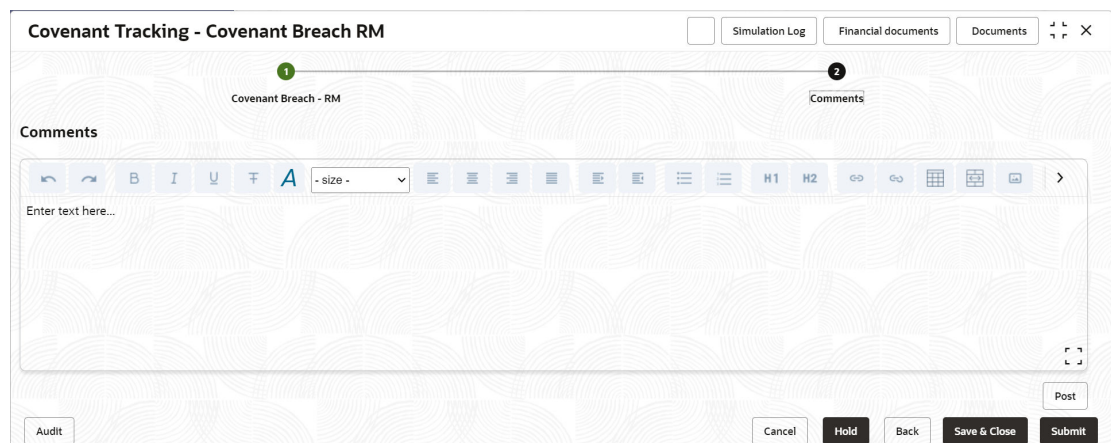 Covenant Tracking - Covenant Breach RM
Simulation Log
Financial documents
Documents
1
2
Covenant Breach - RM
Comments
Comments
B I U T A - size - H1 H2
Enter text here...
Post
Audit
Cancel
Hold
Back
Save & Close
Submit